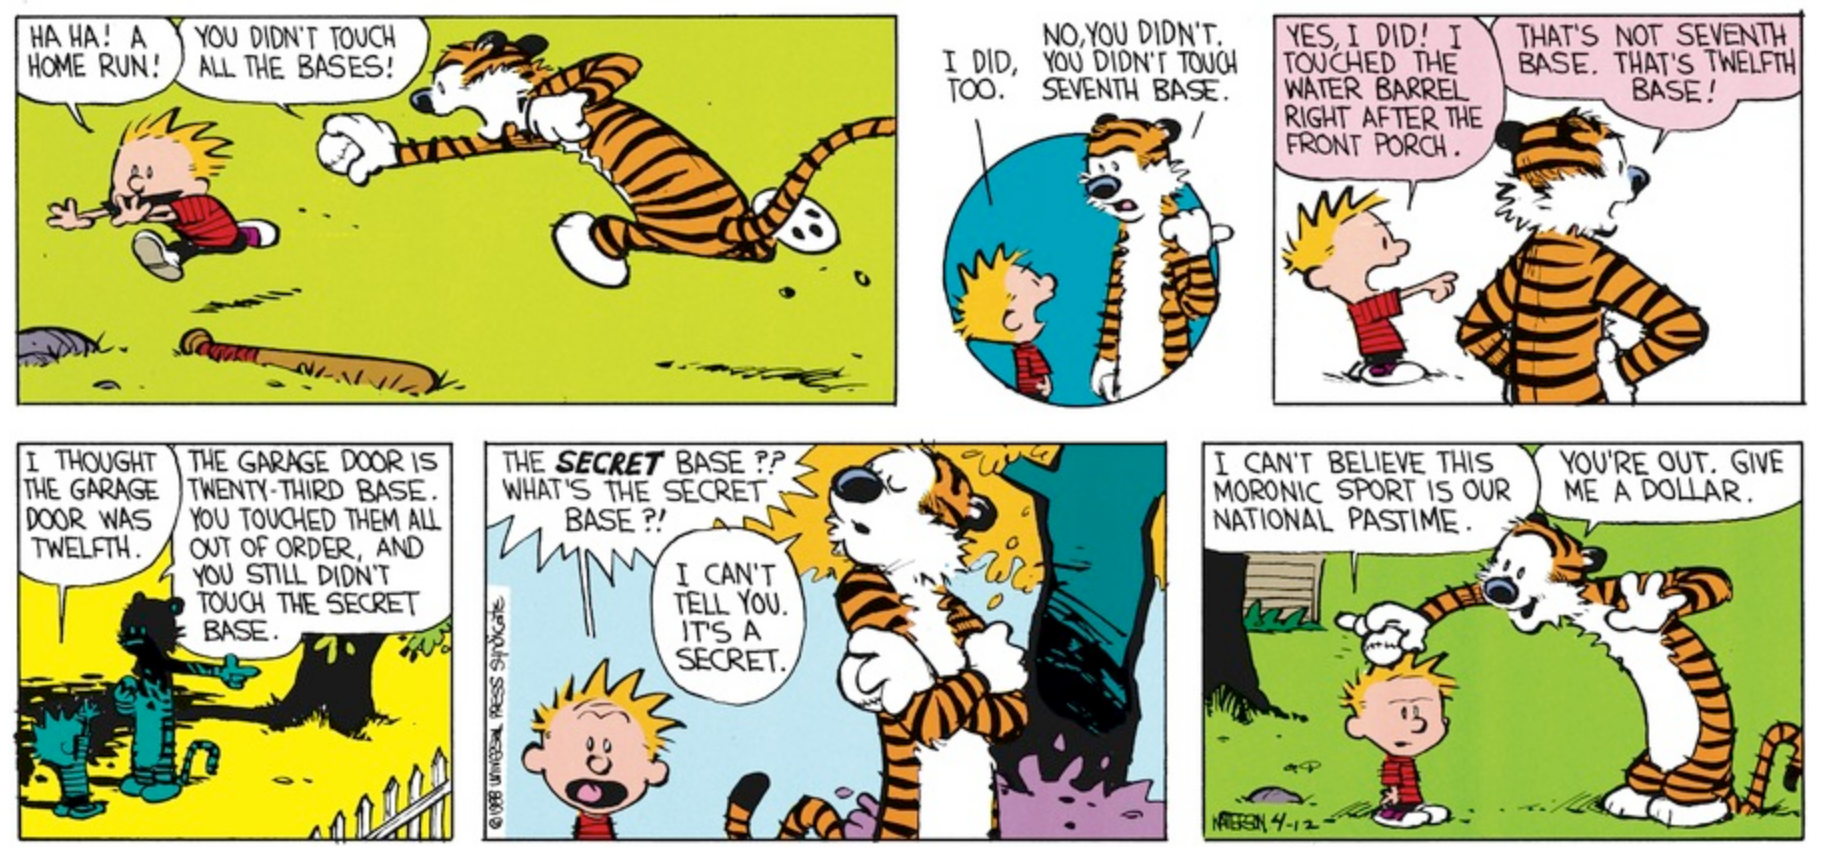 HA HA! A
HOME RUN!
YOU DIDN'T TOUCH
ALL THE BASES!
I DID,
TOO.
NO, YOU DIDN'T.
YOU DIDN'T TOUCH
SEVENTH BASE.
YES, I DID! I
TOUCHED THE
WATER BARREL
RIGHT AFTER THE
FRONT PORCH.
THAT'S NOT SEVENTH
BASE. THAT'S TWELFTH
BASE!
I THOUGHT
THE GARAGE
DOOR WAS
TWELFTH.
THE GARAGE DOOR IS
TWENTY-THIRD BASE.
YOU TOUCHED THEM ALL
OUT OF ORDER, AND
YOU STILL DIDN'T
TOUCH THE SECRET
BASE.
THE SECRET BASE??
WHAT'S THE SECRET
BASE?!
I CAN'T
TELL YOU.
IT'S A
SECRET.
©1988 UNIVERSAL PRESS SYNDICATE
I CAN'T BELIEVE THIS
MORONIC SPORT IS OUR
NATIONAL PASTIME.
YOU'RE OUT. GIVE
ME A DOLLAR.
WATTERSON 4-12